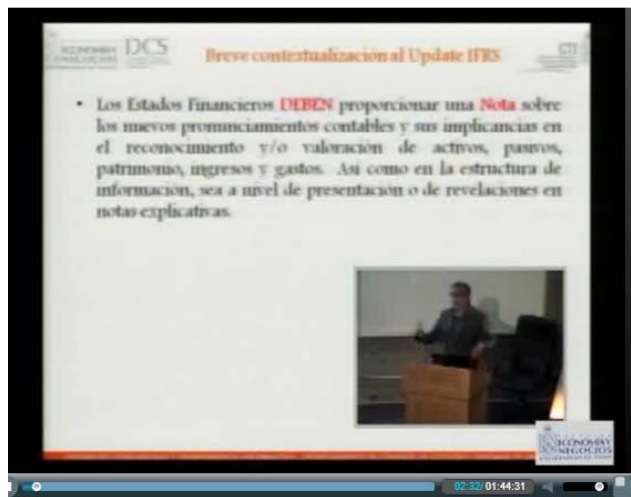 DCS
Breve contextualización al Update IFRS
CTI
• Los Estados Financieros DEBEN proporcionar una Nota sobre
los nuevos pronunciamientos contables y sus implicancias en
el reconocimiento y/o valoración de activos, pasivos,
patrimonio, ingresos y gastos. Así como en la estructura de
información, sea a nivel de presentación o de revelaciones en
notas explicativas.
ECONOMÍA Y
NEGOCIOS
02:32/ 01:44:31